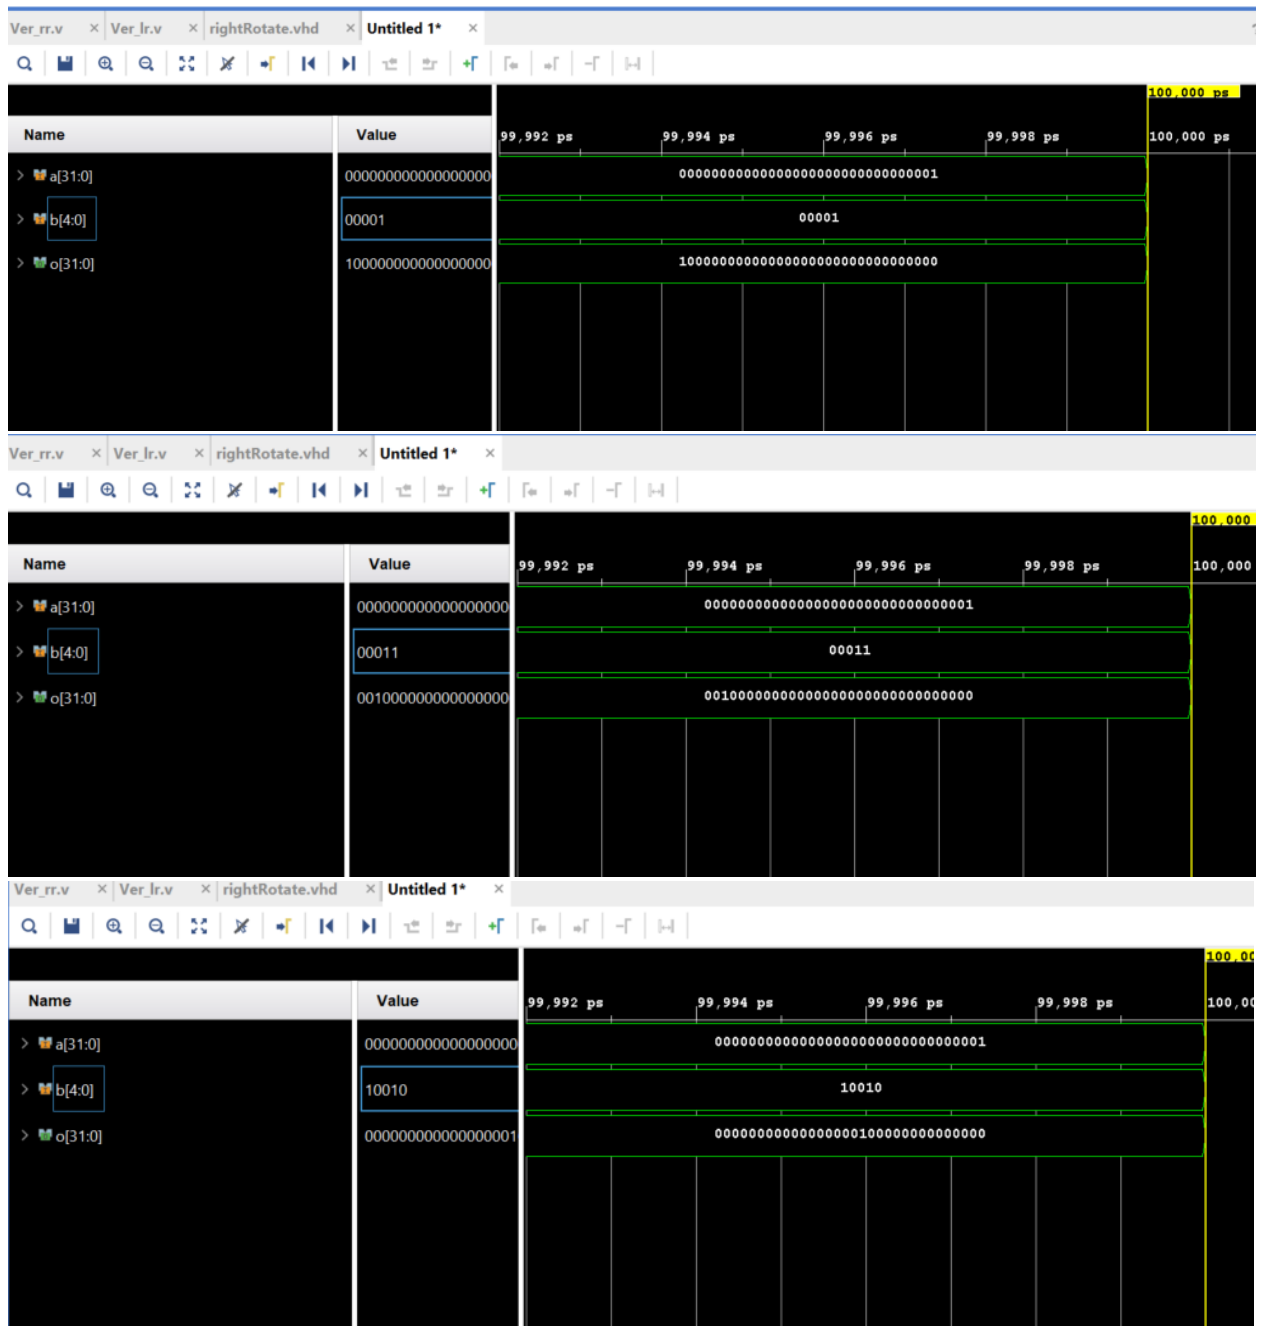 Ver_rr.v × Ver_lr.v × rightRotate.vhd × Untitled 1* ×
100,000 ps
Name Value 99,992 ps 99,994 ps 99,996 ps 99,998 ps 100,000 ps
a[31:0] 000000000000000000 00000000000000000000000000000001
b[4:0] 00001 00001
o[31:0] 100000000000000000 10000000000000000000000000000000
Ver_rr.v × Ver_lr.v × rightRotate.vhd × Untitled 1* ×
100,000
Name Value 99,992 ps 99,994 ps 99,996 ps 99,998 ps 100,000
a[31:0] 000000000000000000 00000000000000000000000000000001
b[4:0] 00011 00011
o[31:0] 001000000000000000 00100000000000000000000000000000
Ver_rr.v × Ver_lr.v × rightRotate.vhd × Untitled 1* ×
100,00
Name Value 99,992 ps 99,994 ps 99,996 ps 99,998 ps 100,00
a[31:0] 000000000000000000 00000000000000000000000000000001
b[4:0] 10010 10010
o[31:0] 000000000000000001 00000000000000000100000000000000